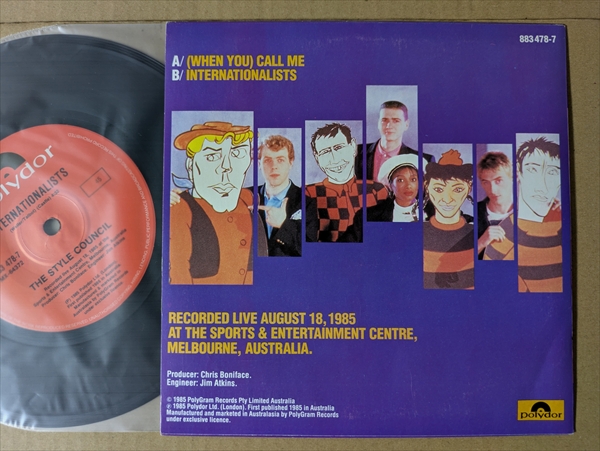 883 478-7
A/ (WHEN YOU) CALL ME
B/ INTERNATIONALISTS
RECORDED LIVE AUGUST 18, 1985
AT THE SPORTS & ENTERTAINMENT CENTRE,
MELBOURNE, AUSTRALIA.
Producer: Chris Boniface.
Engineer: Jim Atkins.
© 1985 PolyGram Records Pty Limited Australia
℗ 1985 Polydor Ltd. (London). First published 1985 in Australia
Manufactured and marketed in Australasia by PolyGram Records
under exclusive licence.
polydor
THE STYLE COUNCIL